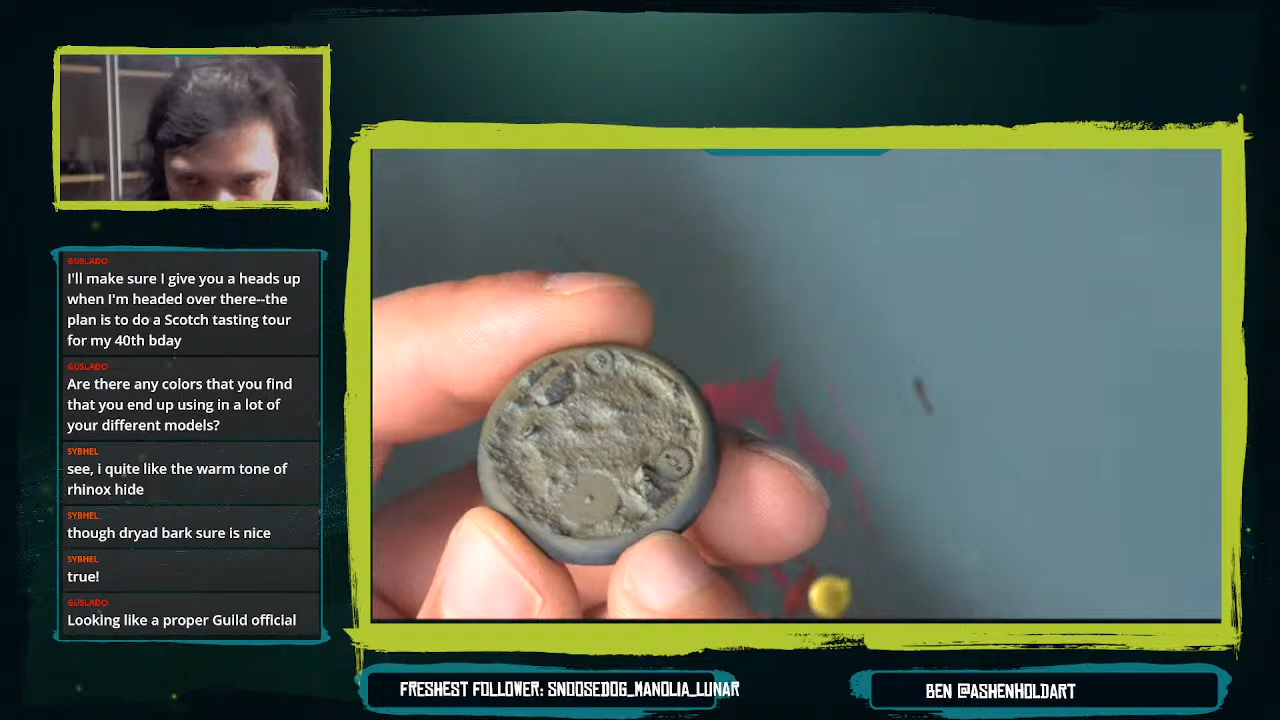 GUSLADO
I'll make sure I give you a heads up
when I'm headed over there--the
plan is to do a Scotch tasting tour
for my 40th bday
GUSLADO
Are there any colors that you find
that you end up using in a lot of
your different models?
SYBHEL
see, i quite like the warm tone of
rhinox hide
SYBHEL
though dryad bark sure is nice
SYBHEL
true!
GUSLADO
Looking like a proper Guild official
FRESHEST FOLLOWER: SNOOSEDOG_MANOLIA_LUNAR
BEN @ASHENHOLDART